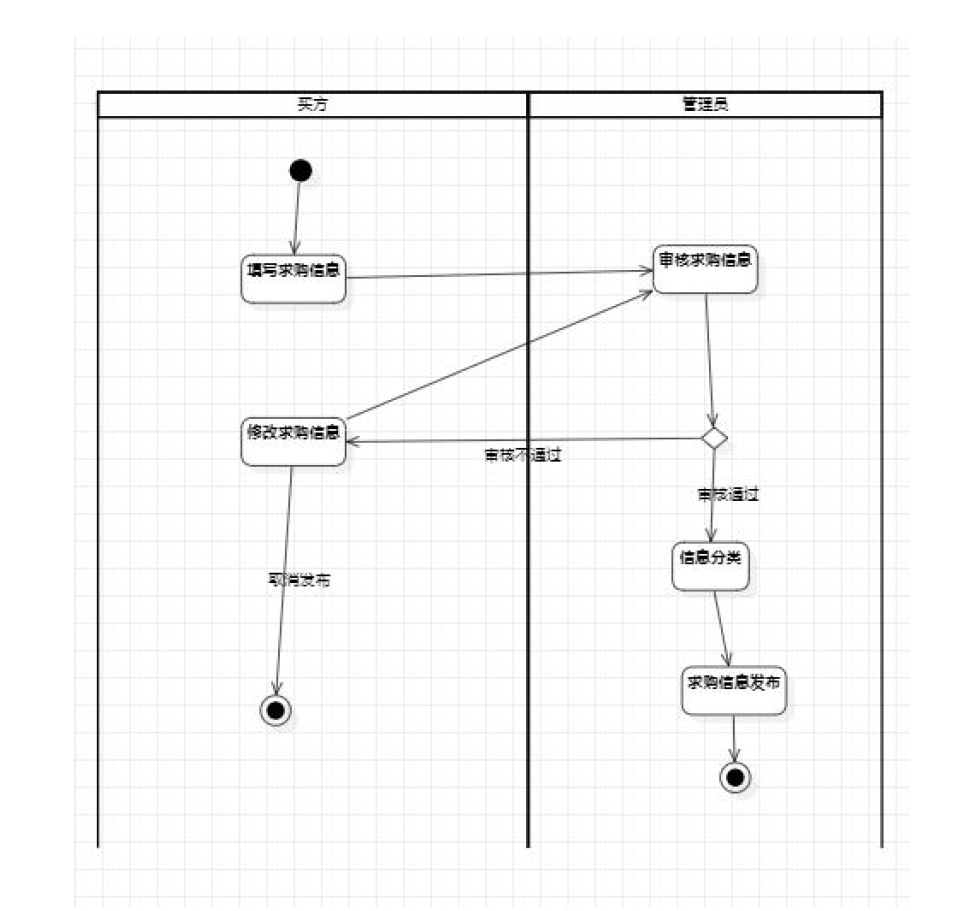 买方
管理员
填写求购信息
审核求购信息
修改求购信息
审核不通过
审核通过
信息分类
取消发布
求购信息发布